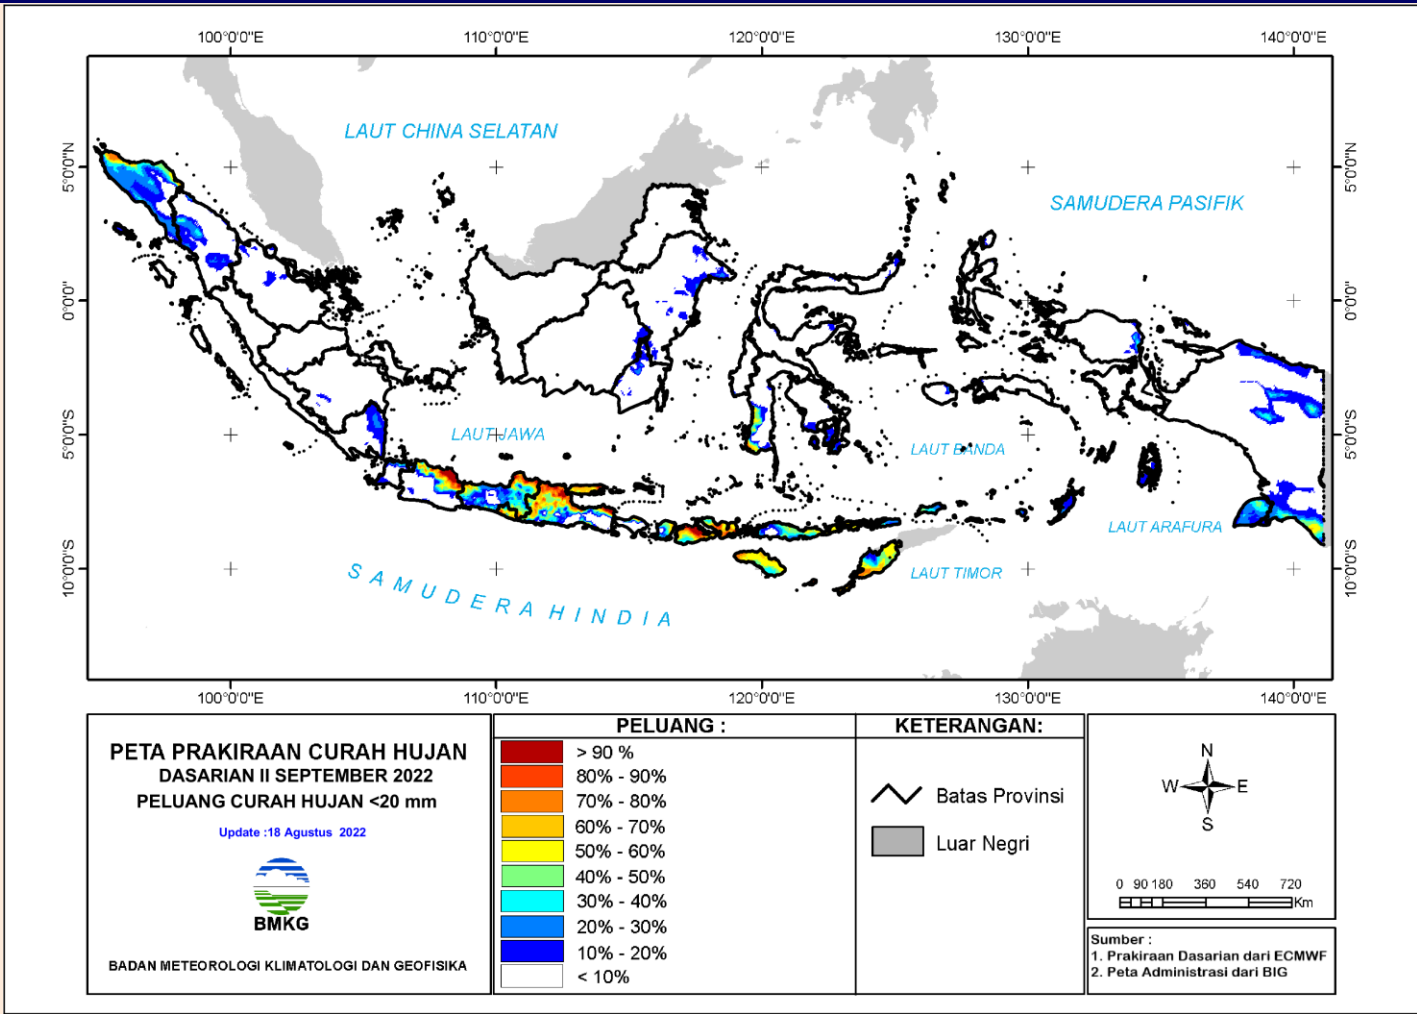 100°0'0"E 110°0'0"E 120°0'0"E 130°0'0"E 140°0'0"E
LAUT CHINA SELATAN
5°0'0"N 5°0'0"N
SAMUDERA PASIFIK
0°0'0" 0°0'0"
5°0'0"S 5°0'0"S
LAUT JAWA
LAUT BANDA
LAUT ARAFURA
10°0'0"S 10°0'0"S
LAUT TIMOR
SAMUDERA HINDIA
100°0'0"E 110°0'0"E 120°0'0"E 130°0'0"E 140°0'0"E
PETA PRAKIRAAN CURAH HUJAN
DASARIAN II SEPTEMBER 2022
PELUANG CURAH HUJAN <20 mm
Update :18 Agustus 2022
BMKG
BADAN METEOROLOGI KLIMATOLOGI DAN GEOFISIKA
PELUANG :
> 90 %
80% - 90%
70% - 80%
60% - 70%
50% - 60%
40% - 50%
30% - 40%
20% - 30%
10% - 20%
< 10%
KETERANGAN:
Batas Provinsi
Luar Negri
N
W E
S
0 90 180 360 540 720
Km
Sumber :
1. Prakiraan Dasarian dari ECMWF
2. Peta Administrasi dari BIG